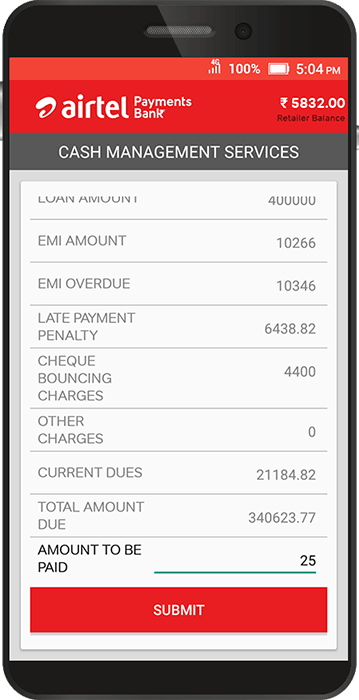 4G 100% 5:04 PM
airtel Payments Bank
₹ 5832.00
Retailer Balance
CASH MANAGEMENT SERVICES
LOAN AMOUNT 400000
EMI AMOUNT 10266
EMI OVERDUE 10346
LATE PAYMENT
PENALTY 6438.82
CHEQUE
BOUNCING
CHARGES 4400
OTHER
CHARGES 0
CURRENT DUES 21184.82
TOTAL AMOUNT
DUE 340623.77
AMOUNT TO BE
PAID 25
SUBMIT